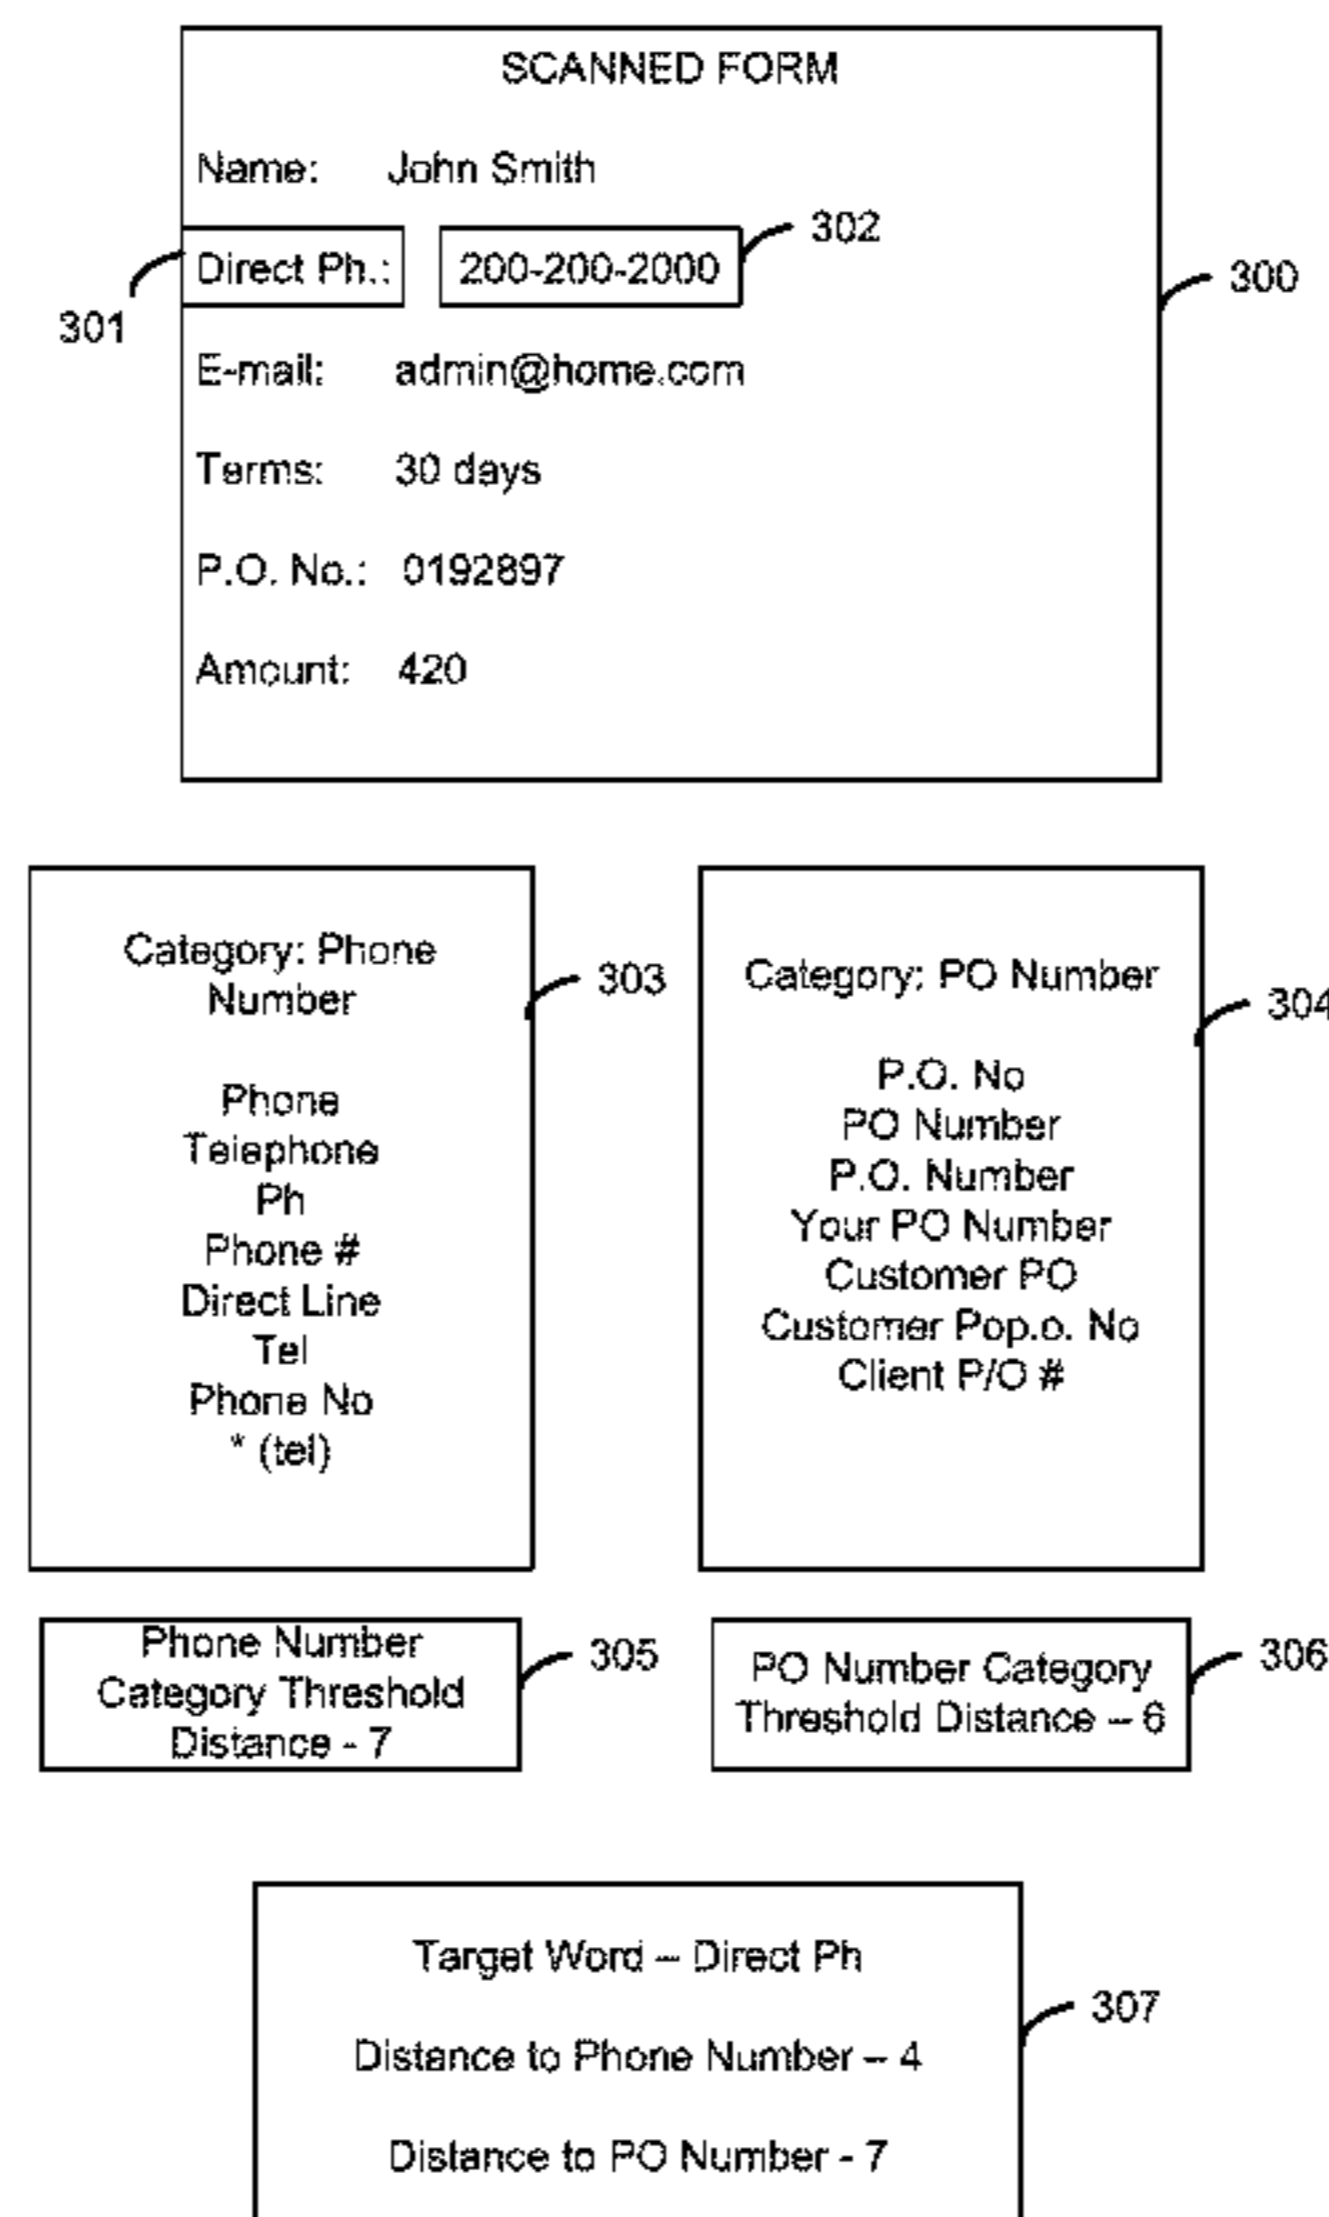 SCANNED FORM
Name: John Smith
302
Direct Ph.: 200-200-2000
300
301
E-mail: admin@home.com
Terms: 30 days
P.O. No.: 0192897
Amount: 420
Category: Phone
Number
303
Phone
Telephone
Ph
Phone #
Direct Line
Tel
Phone No
* (tel)
Category: PO Number
304
P.O. No
PO Number
P.O. Number
Your PO Number
Customer PO
Customer Pop.o. No
Client P/O #
Phone Number
Category Threshold
Distance - 7
305
PO Number Category
Threshold Distance – 6
306
Target Word – Direct Ph
307
Distance to Phone Number – 4
Distance to PO Number - 7